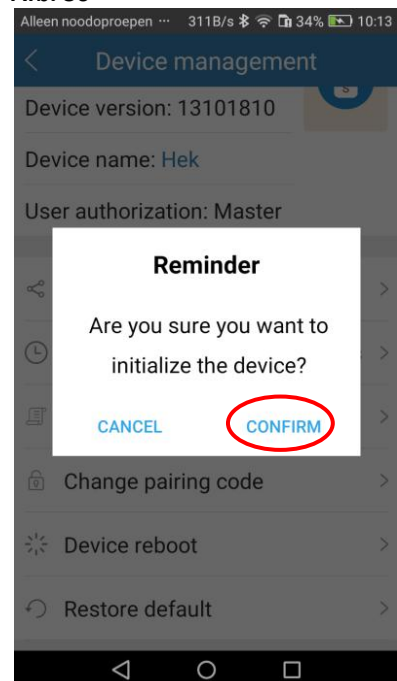 Alleen noodoproepen ... 311B/s 34% 10:13
Device management
Device version: 13101810
S
Device name: Hek
User authorization: Master
Reminder
Are you sure you want to
initialize the device?
CANCEL CONFIRM
Change pairing code
Device reboot
Restore default